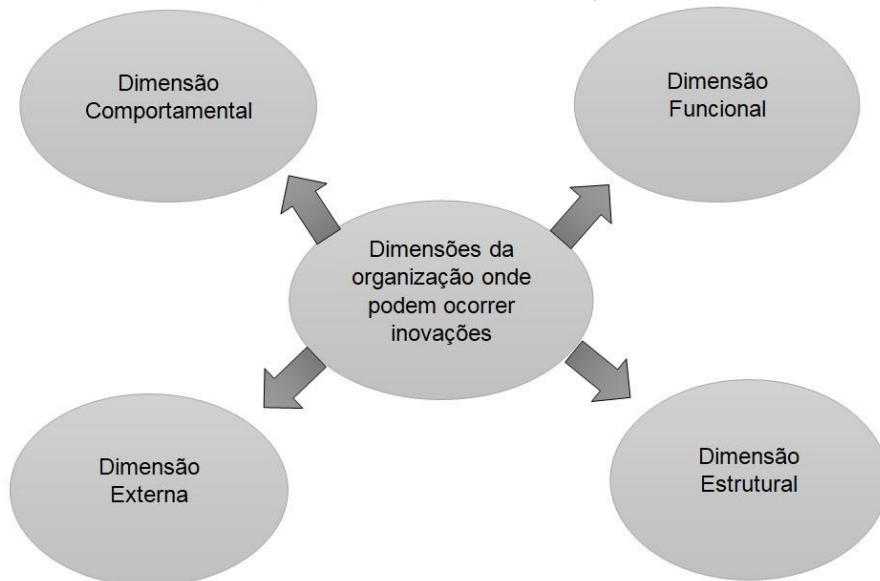 Dimensão
Comportamental
Dimensão
Funcional
Dimensões da
organização onde
podem ocorrer
inovações
Dimensão
Externa
Dimensão
Estrutural